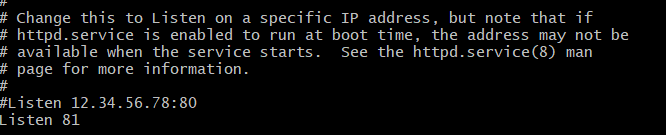 #
# Change this to Listen on a specific IP address, but note that if
# httpd.service is enabled to run at boot time, the address may not be
# available when the service starts.  See the httpd.service(8) man
# page for more information.
#
#Listen 12.34.56.78:80
Listen 81